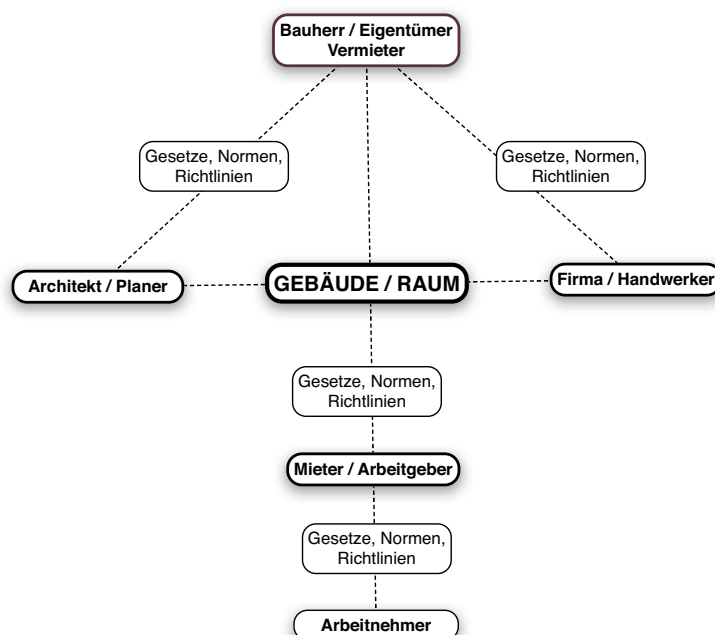 Bauherr / Eigentümer
Vermieter
Gesetze, Normen,
Richtlinien
Gesetze, Normen,
Richtlinien
Architekt / Planer
GEBÄUDE / RAUM
Firma / Handwerker
Gesetze, Normen,
Richtlinien
Mieter / Arbeitgeber
Gesetze, Normen,
Richtlinien
Arbeitnehmer